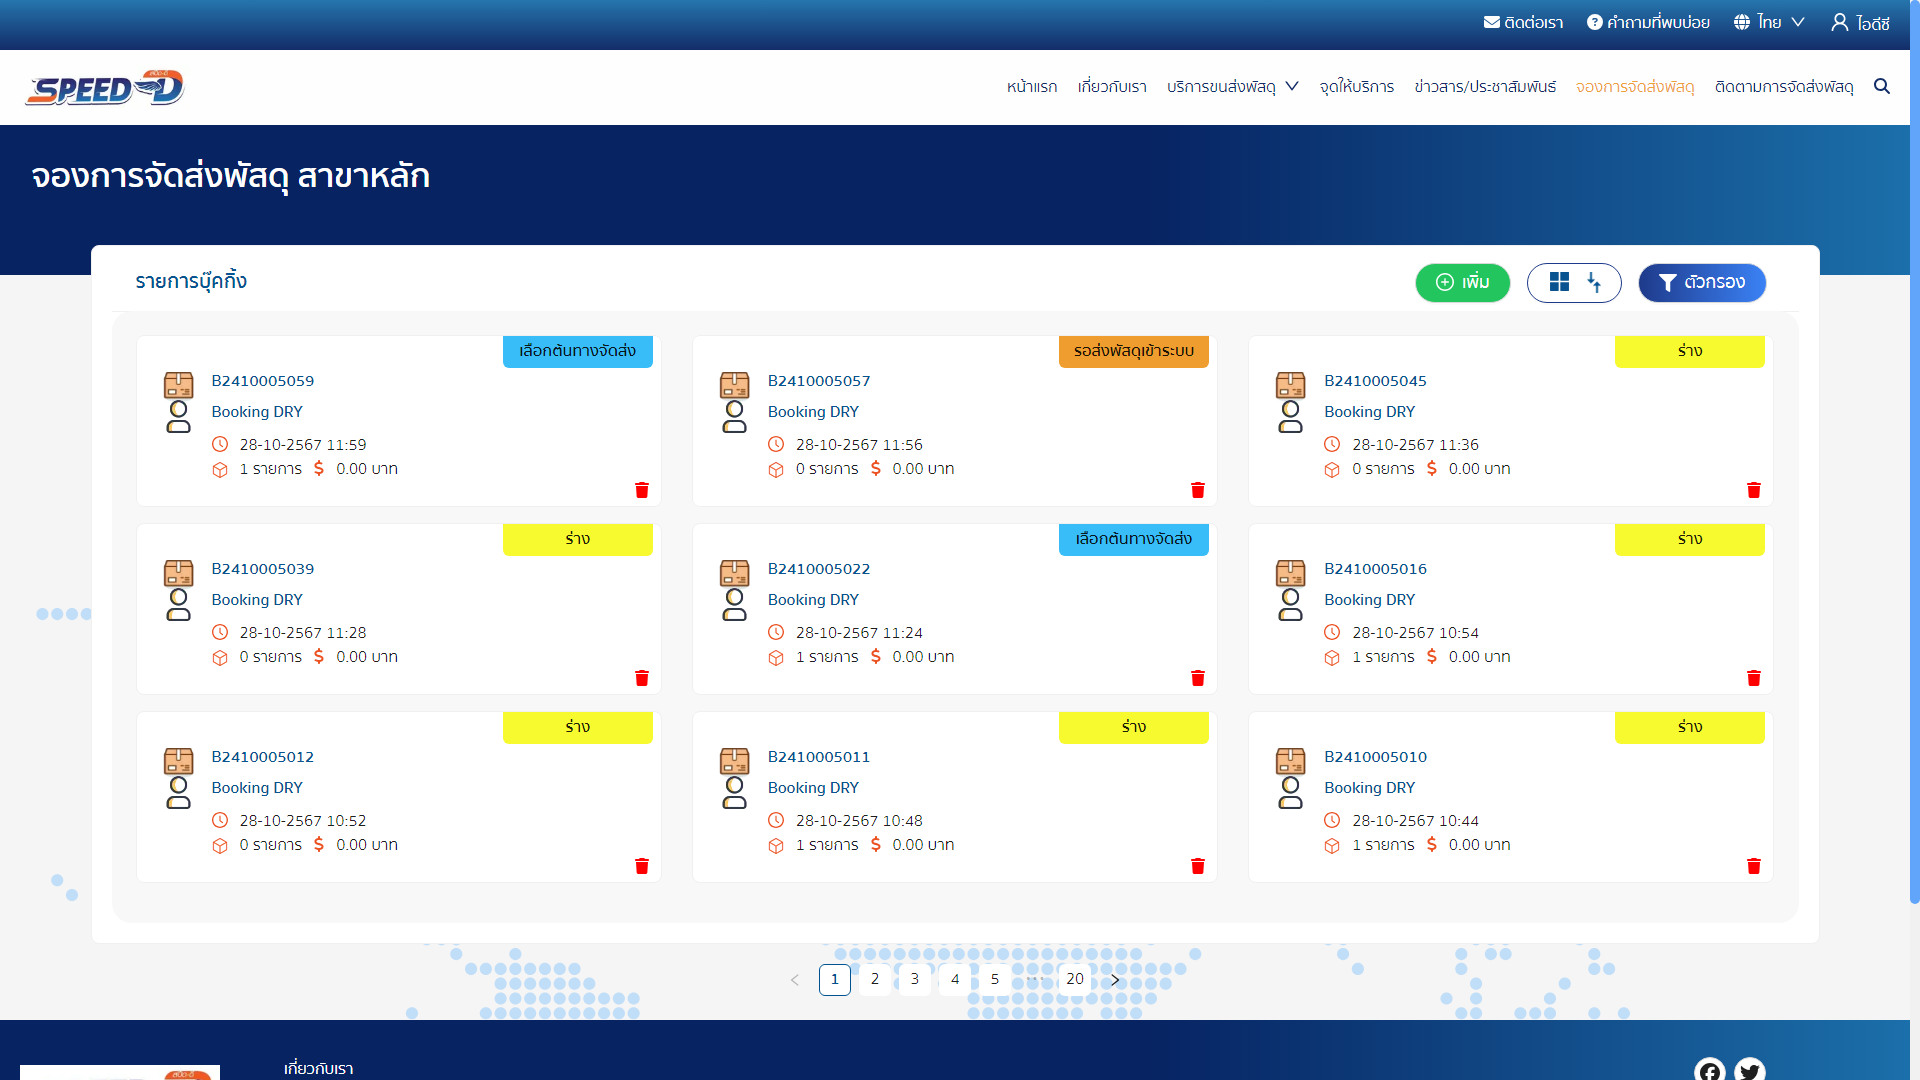 ติดต่อเรา คำถามที่พบบ่อย ไทย ไอดีซี
สปีด-ดี
SPEED-D
หน้าแรก เกี่ยวกับเรา บริการขนส่งพัสดุ จุดให้บริการ ข่าวสาร/ประชาสัมพันธ์ จองการจัดส่งพัสดุ ติดตามการจัดส่งพัสดุ
จองการจัดส่งพัสดุ สาขาหลัก
รายการบุ๊คกิ้ง
เพิ่ม
ตัวกรอง
เลือกต้นทางจัดส่ง
B2410005059
Booking DRY
28-10-2567 11:59
1 รายการ 0.00 บาท
รอส่งพัสดุเข้าระบบ
B2410005057
Booking DRY
28-10-2567 11:56
0 รายการ 0.00 บาท
ร่าง
B2410005045
Booking DRY
28-10-2567 11:36
0 รายการ 0.00 บาท
ร่าง
B2410005039
Booking DRY
28-10-2567 11:28
0 รายการ 0.00 บาท
เลือกต้นทางจัดส่ง
B2410005022
Booking DRY
28-10-2567 11:24
1 รายการ 0.00 บาท
ร่าง
B2410005016
Booking DRY
28-10-2567 10:54
1 รายการ 0.00 บาท
ร่าง
B2410005012
Booking DRY
28-10-2567 10:52
0 รายการ 0.00 บาท
ร่าง
B2410005011
Booking DRY
28-10-2567 10:48
1 รายการ 0.00 บาท
ร่าง
B2410005010
Booking DRY
28-10-2567 10:44
1 รายการ 0.00 บาท
1 2 3 4 5 ••• 20
สปีด-ดี
เกี่ยวกับเรา